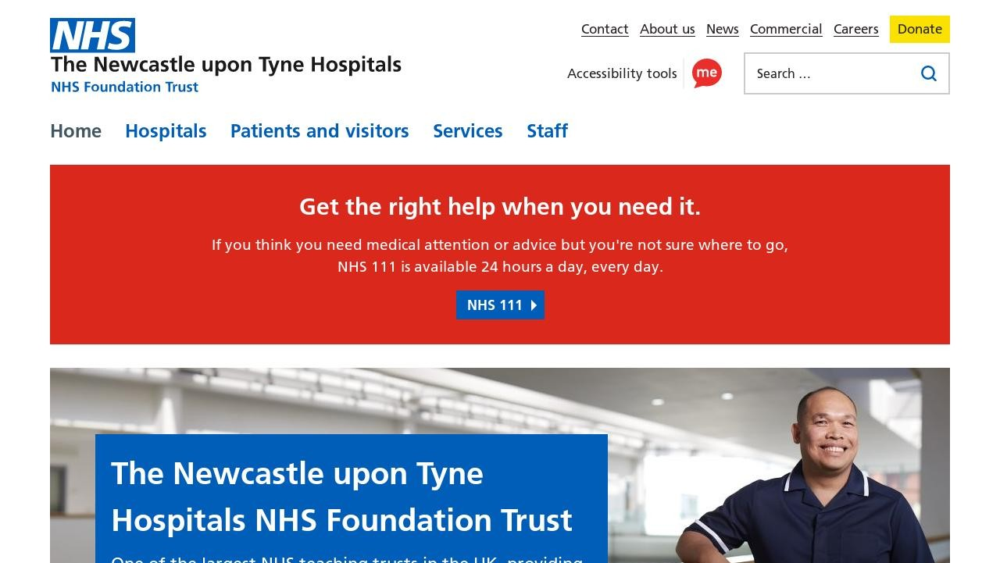 NHS
The Newcastle upon Tyne Hospitals
NHS Foundation Trust
Contact About us News Commercial Careers Donate
Accessibility tools me Search ...
Home Hospitals Patients and visitors Services Staff
Get the right help when you need it.
If you think you need medical attention or advice but you're not sure where to go,
NHS 111 is available 24 hours a day, every day.
NHS 111
The Newcastle upon Tyne
Hospitals NHS Foundation Trust
One of the largest NHS teaching trusts in the UK, providing